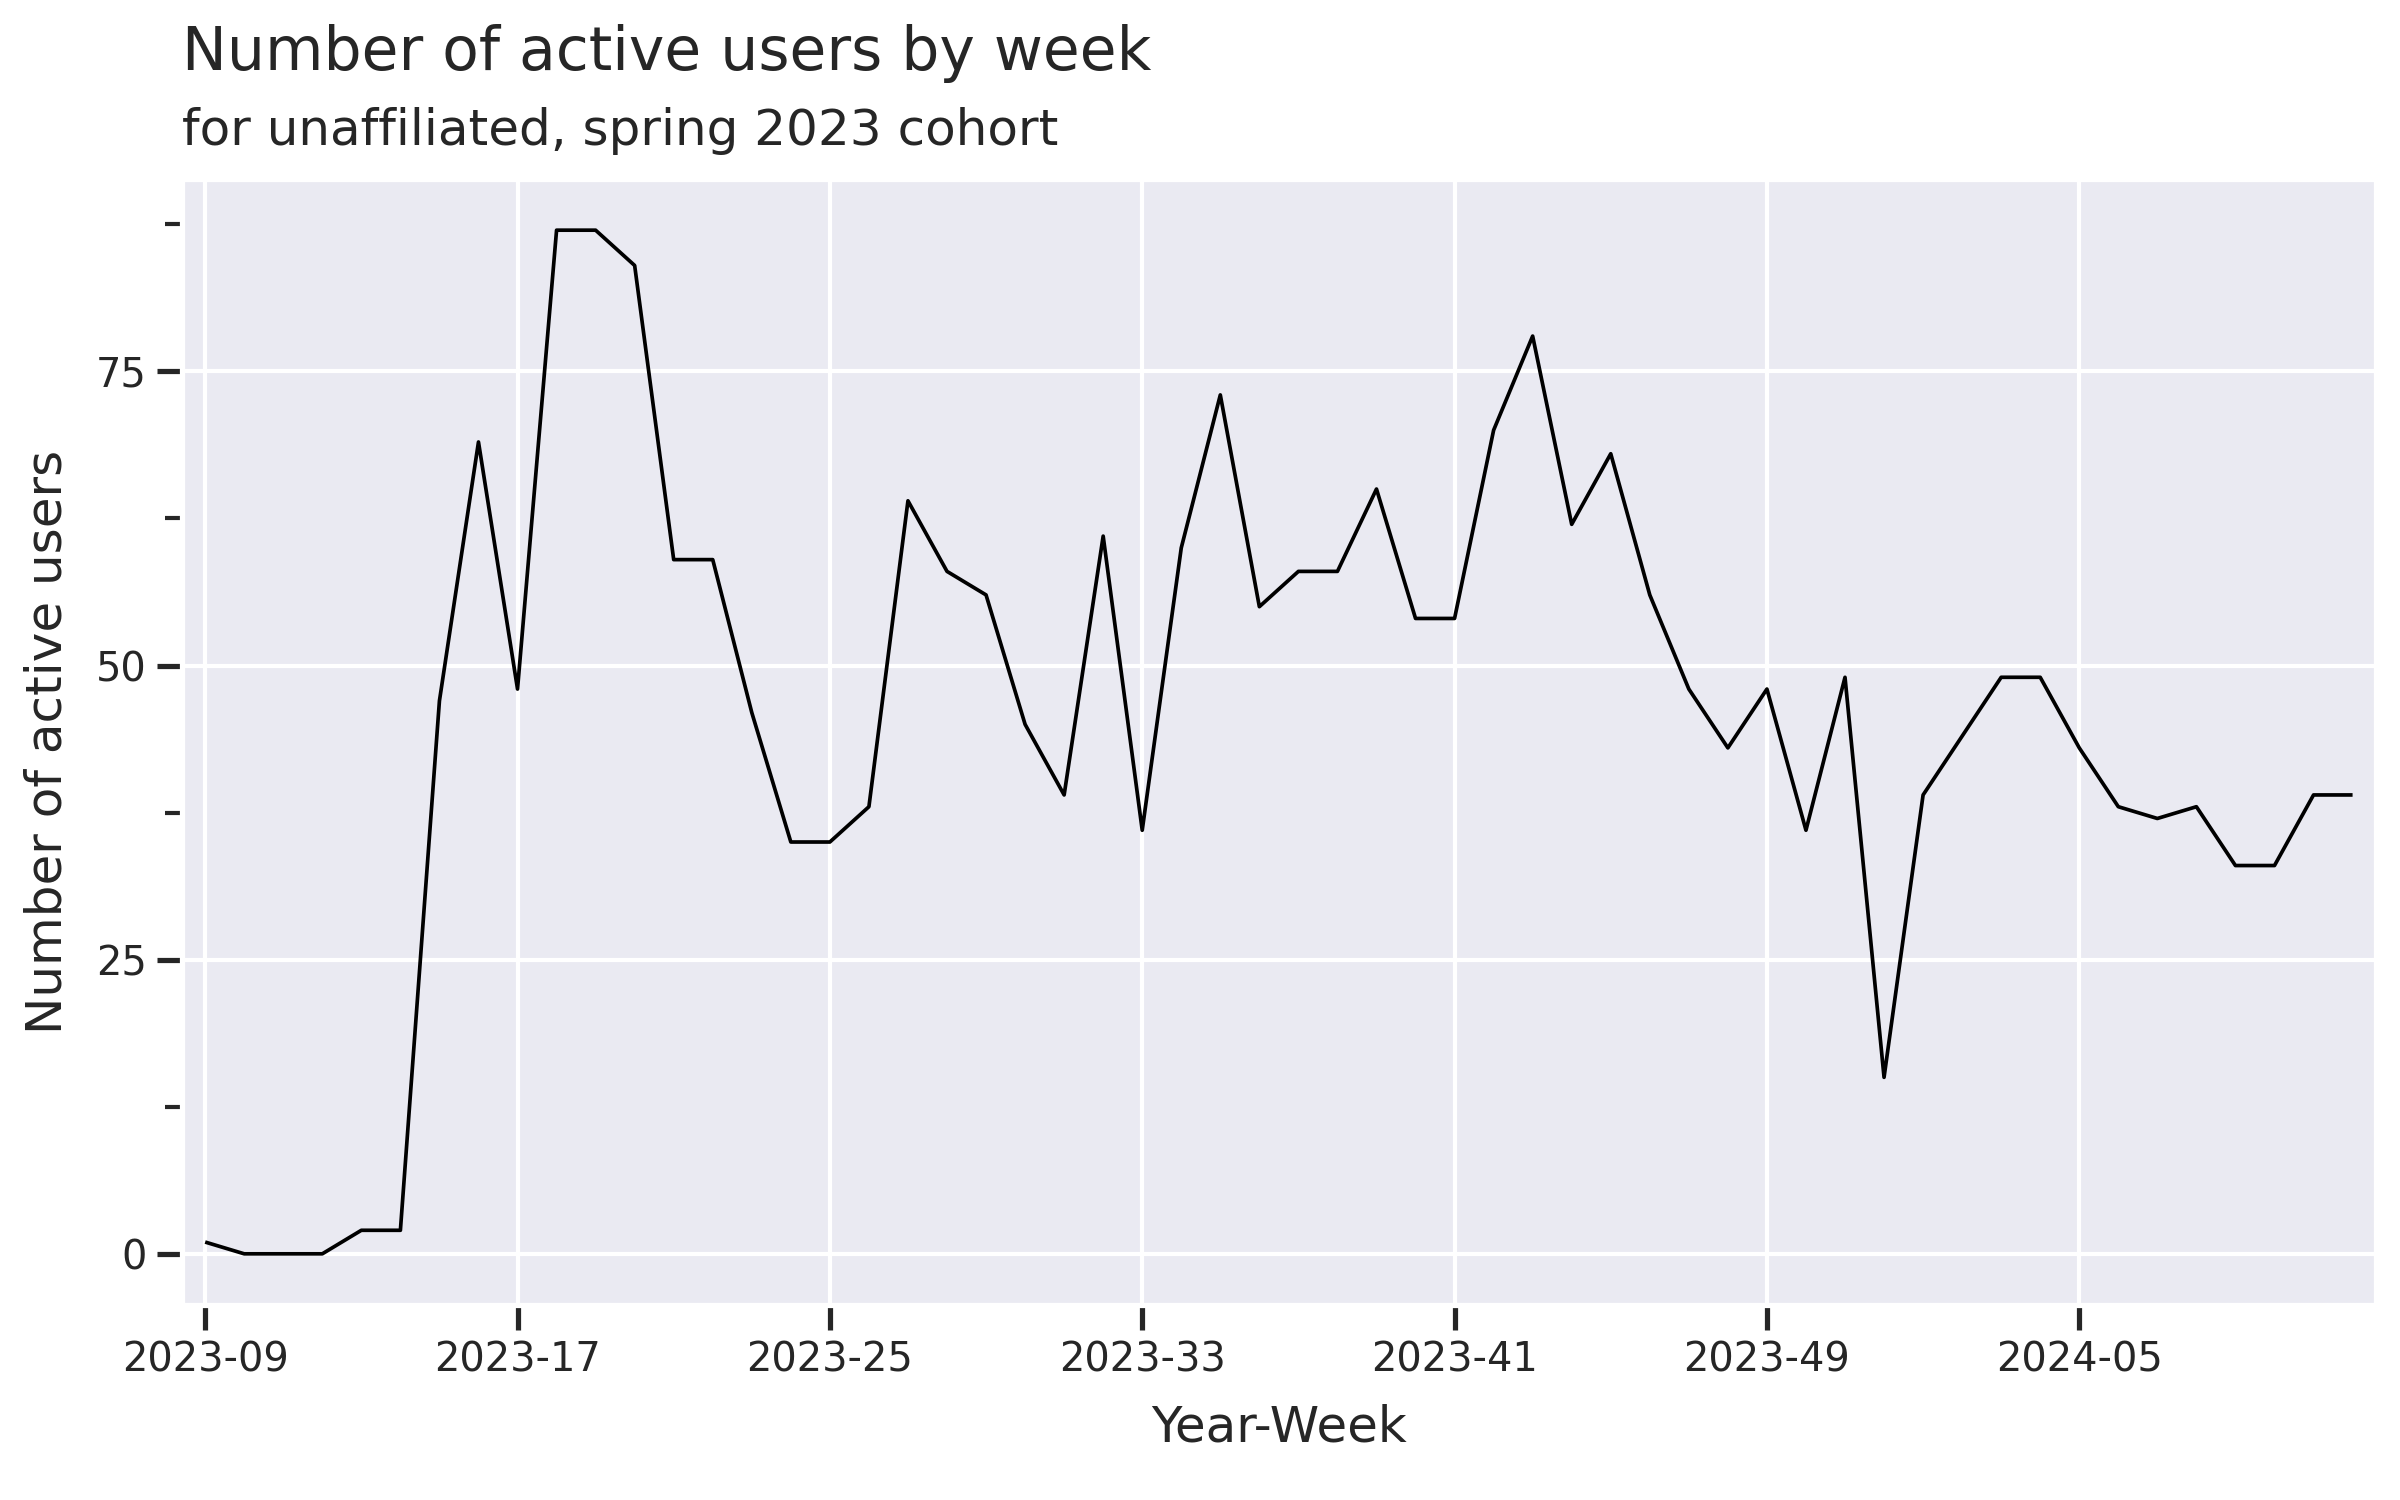 Number of active users by week
for unaffiliated, spring 2023 cohort
Number of active users
75
50
25
0
2023-09 2023-17 2023-25 2023-33 2023-41 2023-49 2024-05
Year-Week